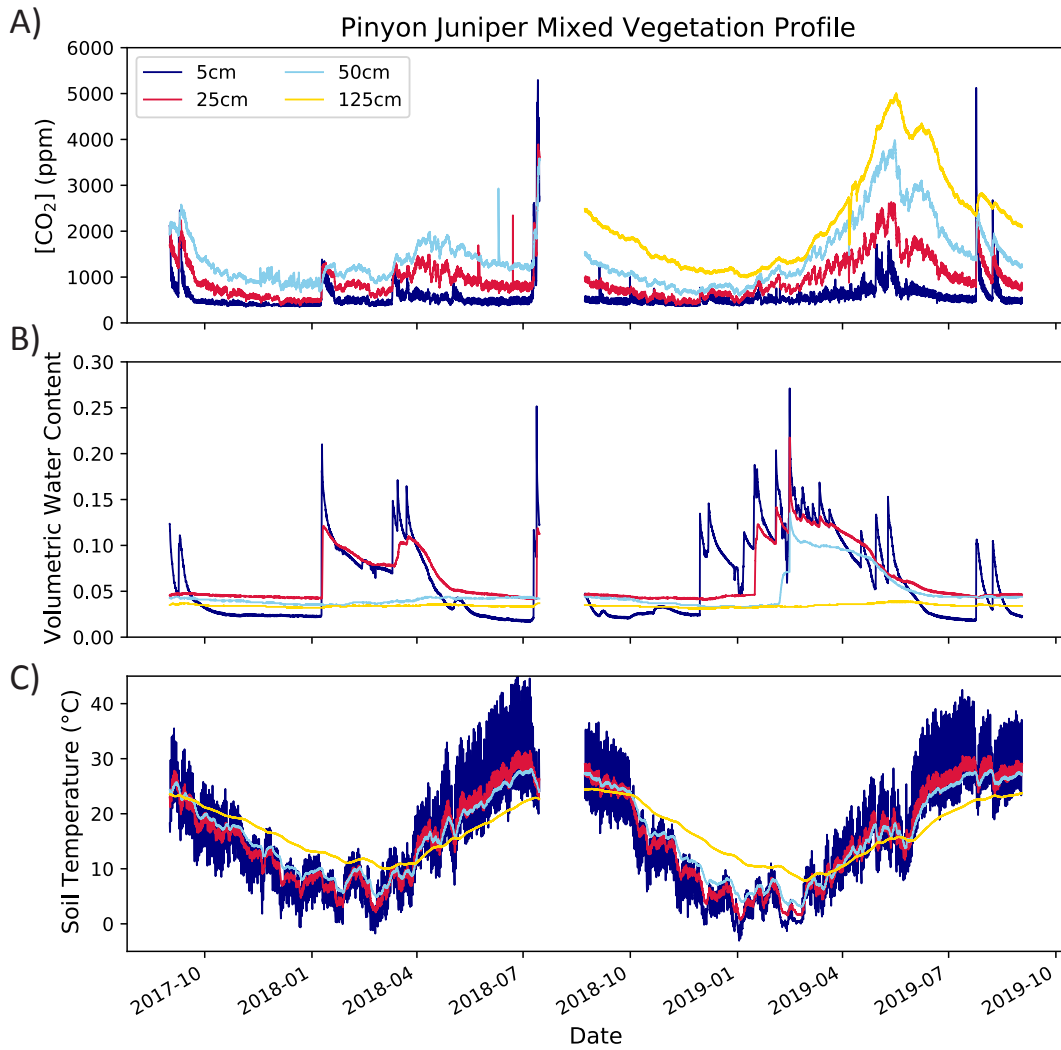 A)
Pinyon Juniper Mixed Vegetation Profile
6000
5000
4000
3000
2000
1000
0
[CO₂] (ppm)
5cm
25cm
50cm
125cm
B)
0.30
0.25
0.20
0.15
0.10
0.05
0.00
Volumetric Water Content
C)
40
30
20
10
0
Soil Temperature (°C)
2017-10
2018-01
2018-04
2018-07
2018-10
2019-01
2019-04
2019-07
2019-10
Date